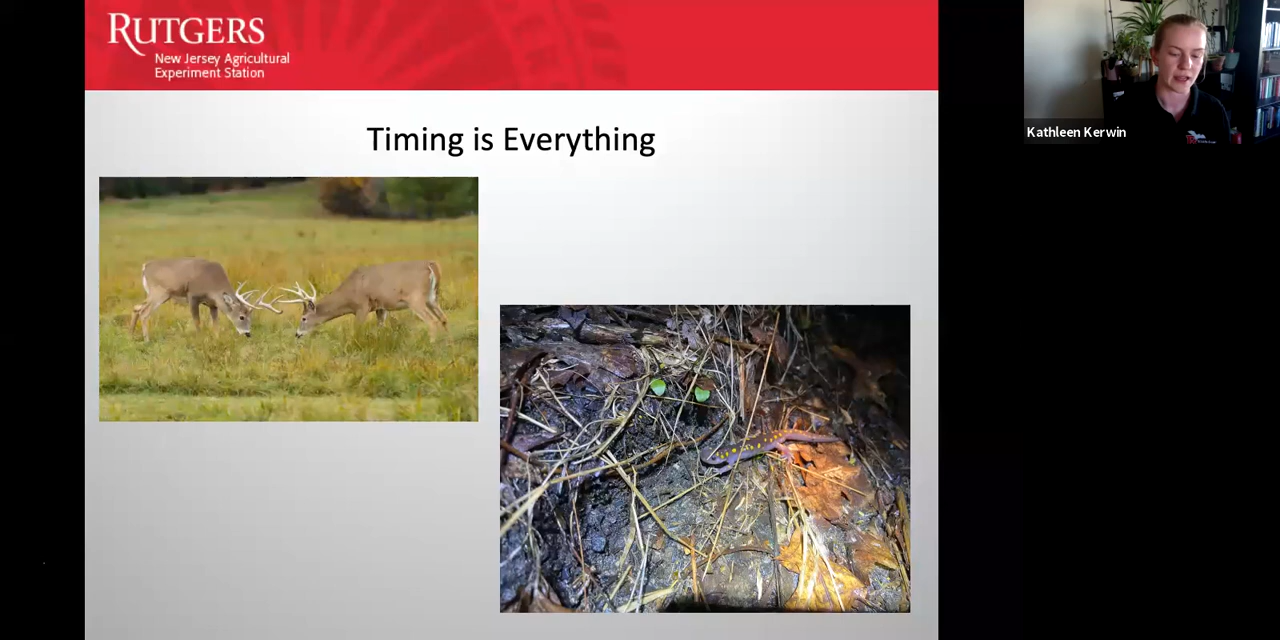 RUTGERS
New Jersey Agricultural
Experiment Station
Timing is Everything
Kathleen Kerwin